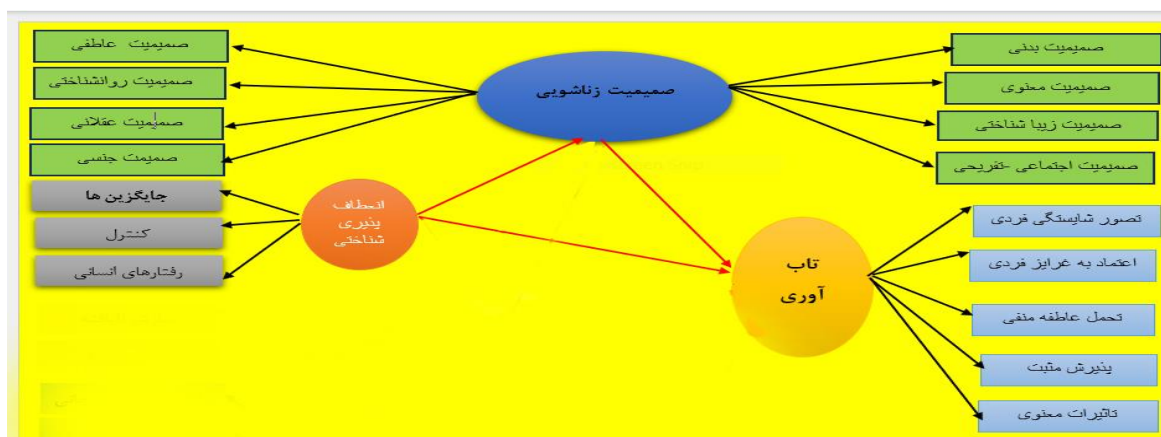 صمیمیت عاطفی
صمیمیت روانشناختی
صمیمیت عقلانی
صمیمت جنسی
صمیمیت زناشویی
صمیمیت بدنی
صمیمیت معنوی
صمیمیت زیبا شناختی
صمیمیت اجتماعی -تفریحی
جایگزین ها
کنترل
رفتارهای انسانی
انعطاف
پذیری
شناختی
تاب
آوری
تصور شایستگی فردی
اعتماد به غرایز فردی
تحمل عاطفه منفی
پذیرش مثبت
تاثیرات معنوی